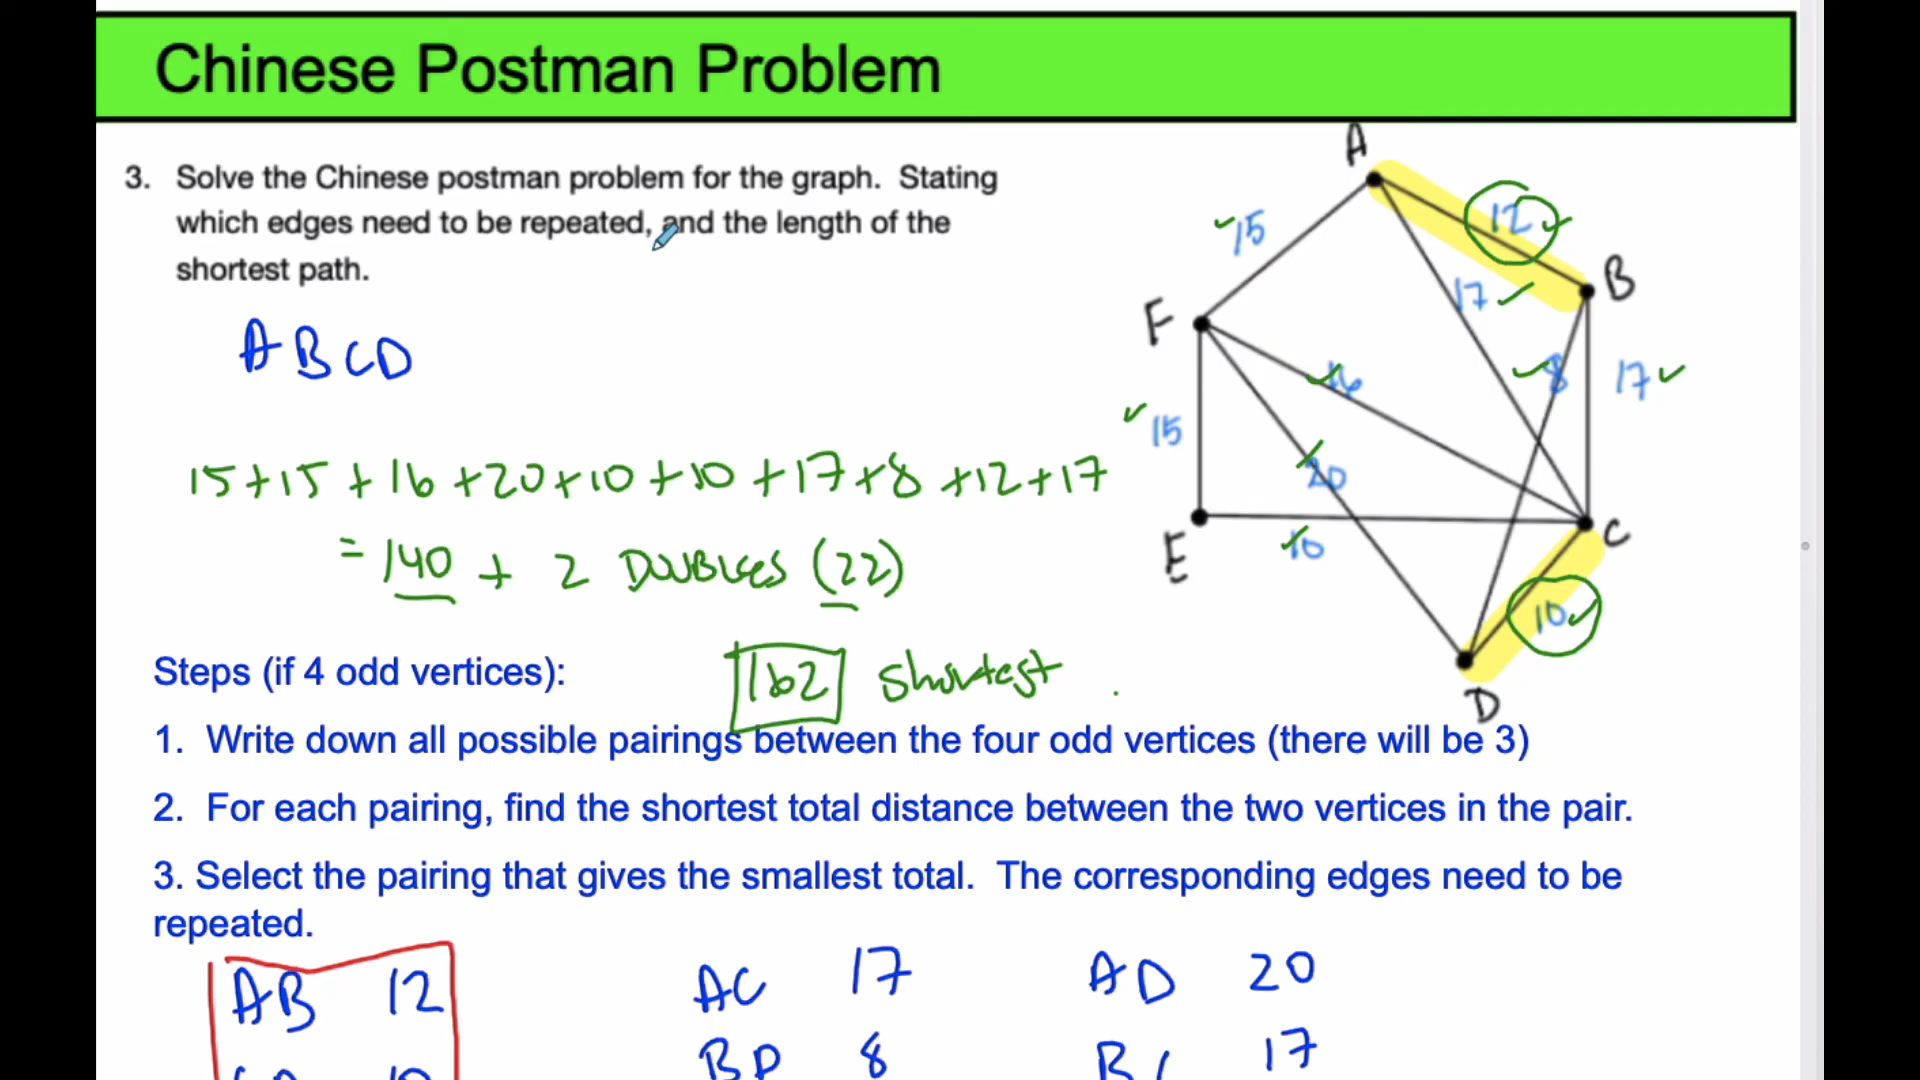 Chinese Postman Problem
3. Solve the Chinese postman problem for the graph. Stating
which edges need to be repeated, and the length of the
shortest path.
A B C D
15+15+16+20+10+10+17+8+12+17
= 140 + 2 DOUBLES (22)
162 shortest.
A
12
B
15
17
F
16
8
17
15
20
E
10
C
10
D
Steps (if 4 odd vertices):
1. Write down all possible pairings between the four odd vertices (there will be 3)
2. For each pairing, find the shortest total distance between the two vertices in the pair.
3. Select the pairing that gives the smallest total. The corresponding edges need to be
repeated.
AB 12 AC 17 AD 20
BD 8 17